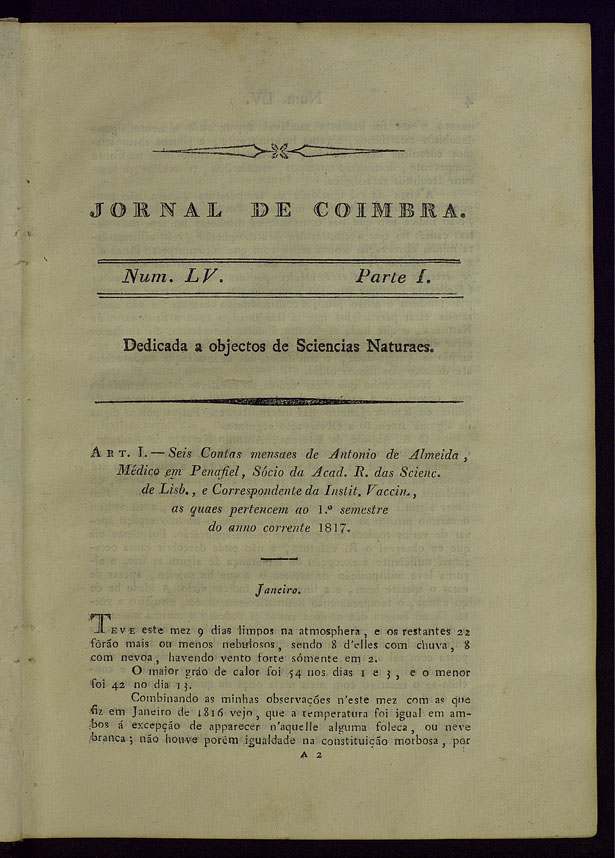 JORNAL DE COIMBRA.
Num. LV. Parte I.
Dedicada a objectos de Sciencias Naturaes.
ART. I. — Seis Contas mensaes de Antonio de Almeida,
Médico em Penafiel, Sócio da Acad. R. das Scienc.
de Lisb., e Correspondente da Instit. Vaccin.,
as quaes pertencem ao 1.º semestre
do anno corrente 1817.
Janeiro.
TEVE este mez 9 dias limpos na atmosphera, e os restantes 22
fôrão mais ou menos nebulosos, sendo 8 d'elles com chuva, 8
com nevoa, havendo vento forte sómente em 2.
O maior gráo de calor foi 54 nos dias 1 e 3, e o menor
foi 42 no dia 13.
Combinando as minhas observações n'este mez com as que
fiz em Janeiro de 1816 vejo, que a temperatura foi igual em am-
bos á excepção de apparecer n'aquelle alguma foleca, ou neve
branca; não houve porém igualdade na constituição morbosa, por
A 2